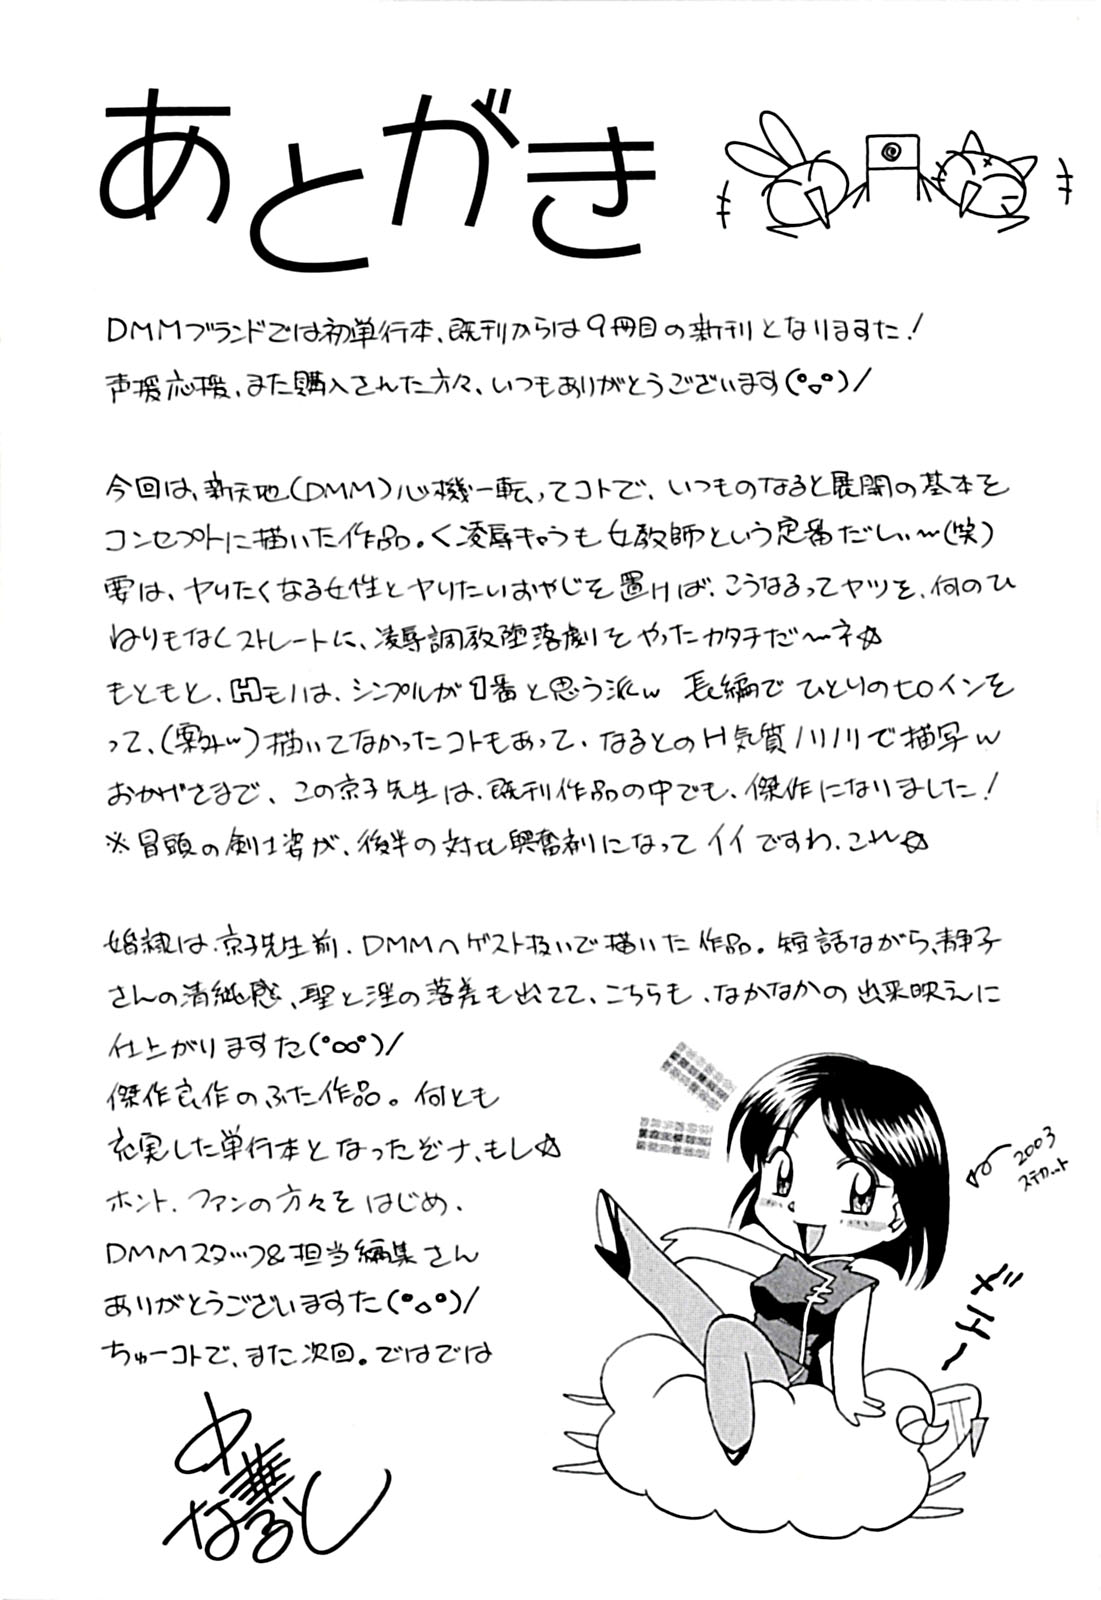 あとがき
DMMブランドでは初単行本、既刊からは9冊目の新刊となりますた！
声援応援、また購入された方々、いつもありがとうございます(°▵°)/
今回は、新天地(DMM)心機一転ってコトで、いつものなると展開の基本を
コンセプトに描いた作品。く凌辱きゃうも女教師という定番だしぃ〜(笑)
要は、ヤりたくなる女性とヤりたいおやじを置けば、こうなるってヤツを、何のひ
ねりもなくストレートに、凌辱調教堕落劇をやったカタチだ〜ネ☆
もともと、Hモノは、シンプルが1番と思う派w 長編でひとりのヒロインを
って、(案外w)描いてなかったコトもあって、なるとのH気質ノリノリで描写w
おかげさまで、この京子先生は、既刊作品の中でも、傑作になりました！
※冒頭の剣士姿が、後半の対比興奮剤になってイイですわ、これ☆
婚隷は、京子先生前、DMMへゲスト扱いで描いた作品。短話ながら、静子
さんの清純感、聖と淫の落差も出てて、こちらも、なかなかの出来映えに
仕上がりますた(°∞°)/
傑作良作のふた作品。何とも
充実した単行本となったぞナ、もし☆
ホント、ファンの方々をはじめ、
DMMスタッフ&担当編集さん
ありがとうございますた(°▵°)/
ちゅーコトで、また次回。ではでは
2003
ステカット
メエ〜
中華なると